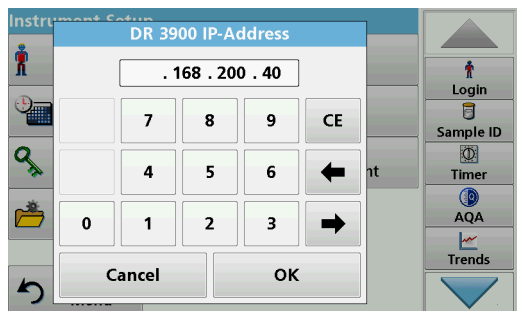 Instrument Setup
DR 3900 IP-Address
. 168 . 200 . 40
7 8 9 CE
4 5 6
0 1 2 3
Cancel OK
Menu
nt
Login
Sample ID
Timer
AQA
Trends